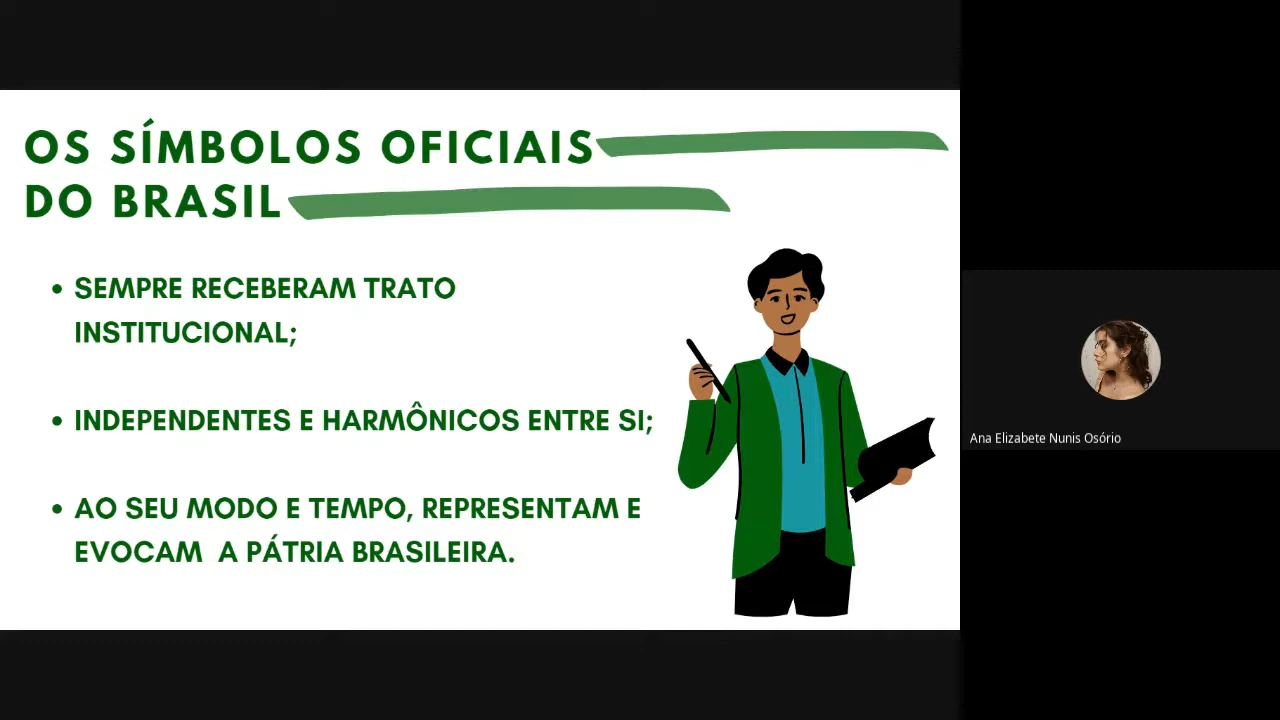 OS SÍMBOLOS OFICIAIS
DO BRASIL
• SEMPRE RECEBERAM TRATO
INSTITUCIONAL;
• INDEPENDENTES E HARMÔNICOS ENTRE SI;
• AO SEU MODO E TEMPO, REPRESENTAM E
EVOCAM A PÁTRIA BRASILEIRA.
Ana Elizabete Nunis Osório